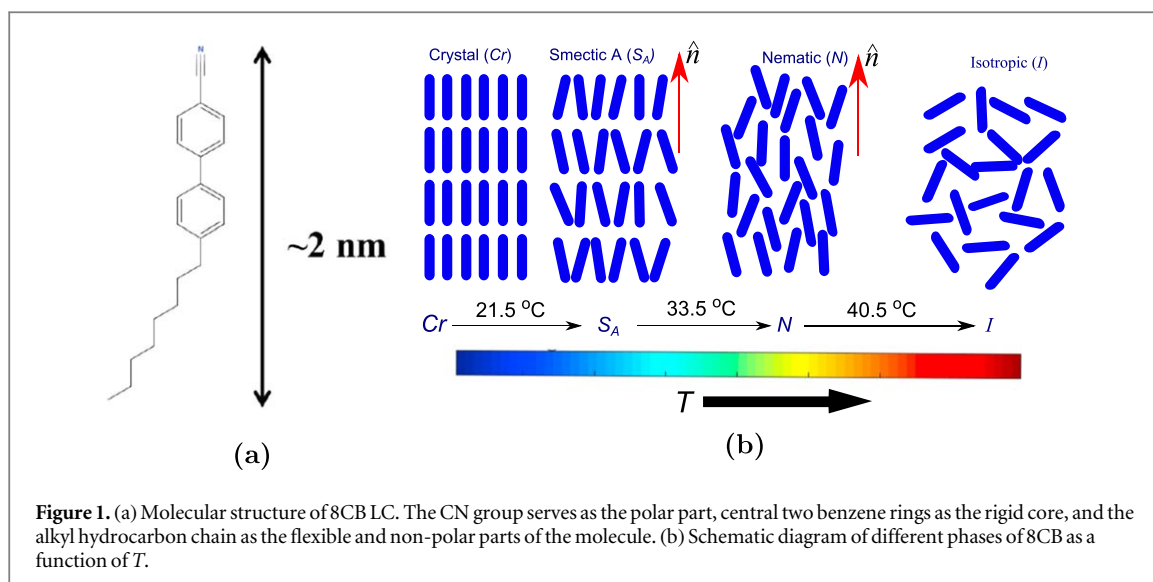 N
~2 nm
(a)
Crystal (Cr)
Smectic A (S_A)
n̂
Nematic (N)
n̂
Isotropic (I)
Cr 21.5 °C S_A 33.5 °C N 40.5 °C I
T
(b)
Figure 1. (a) Molecular structure of 8CB LC. The CN group serves as the polar part, central two benzene rings as the rigid core, and the
alkyl hydrocarbon chain as the flexible and non-polar parts of the molecule. (b) Schematic diagram of different phases of 8CB as a
function of T.